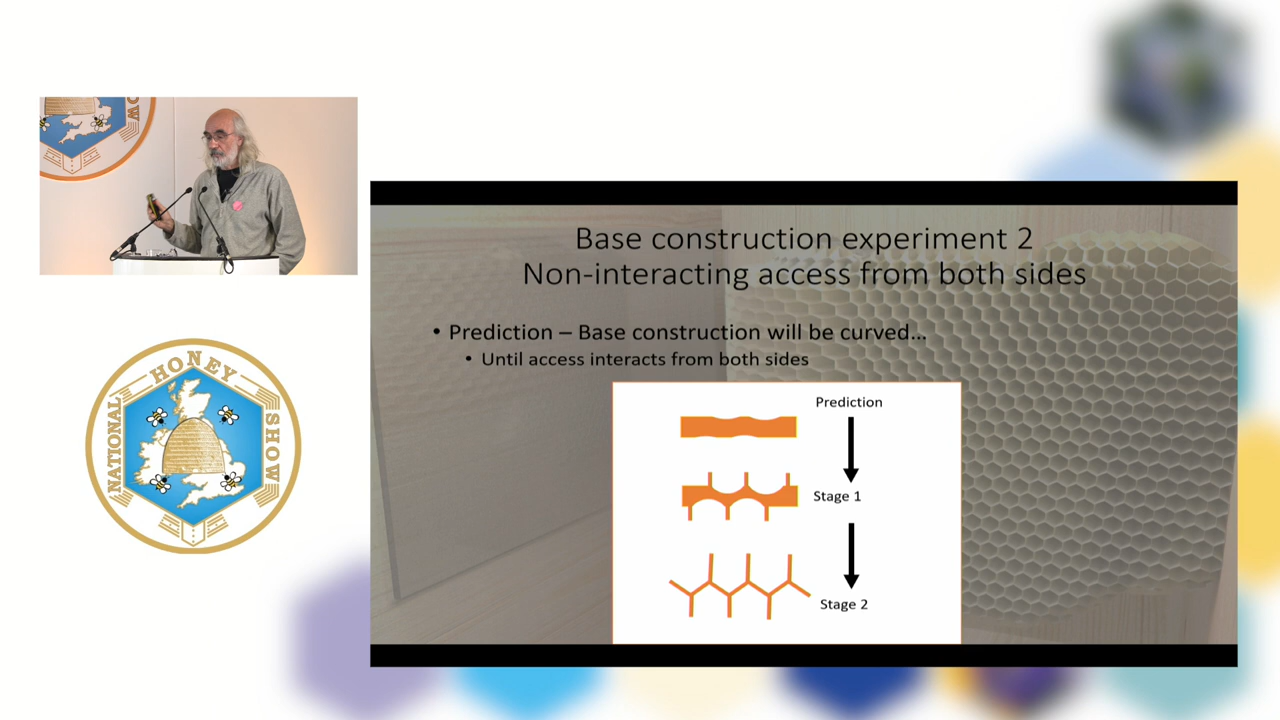 OW
NATIONAL
HONEY
SHOW
Base construction experiment 2
Non-interacting access from both sides
• Prediction – Base construction will be curved...
• Until access interacts from both sides
Prediction
Stage 1
Stage 2